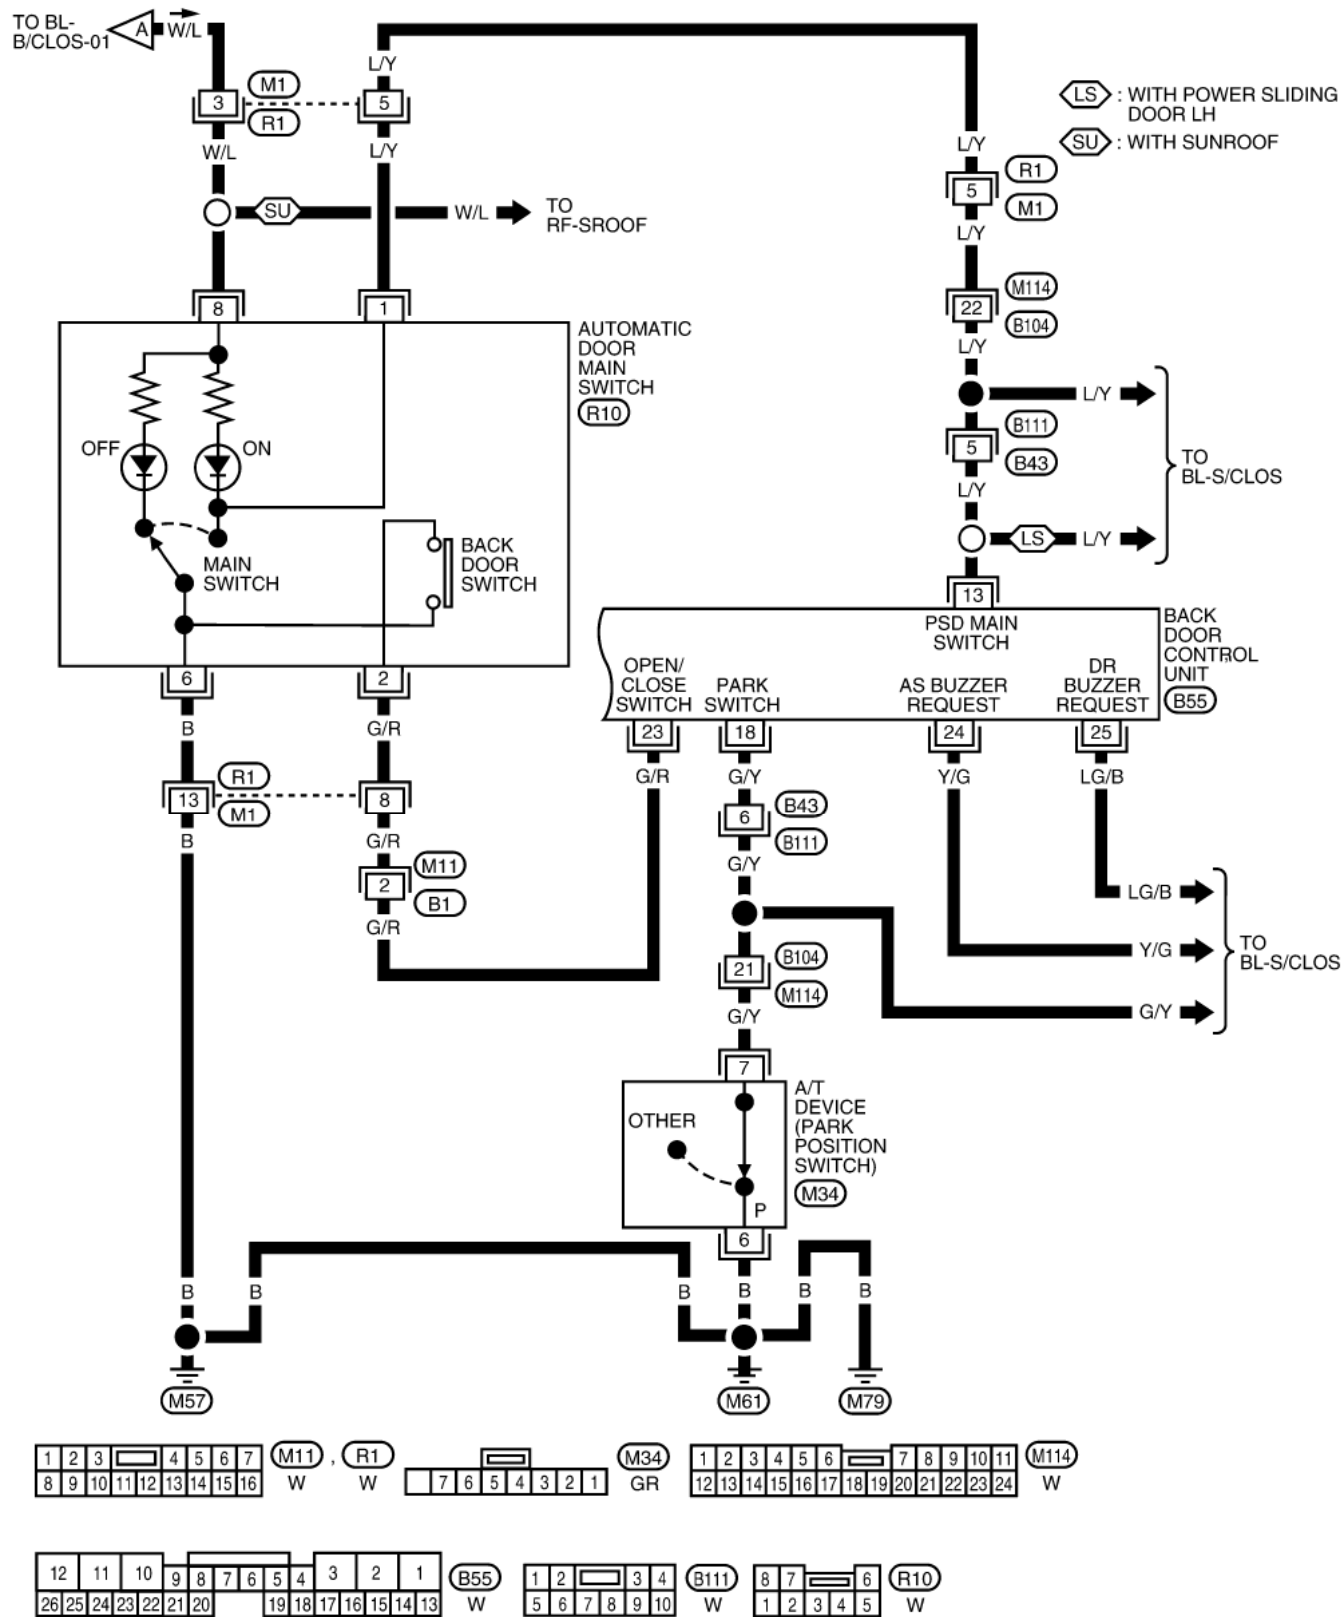 TO BL-
B/CLOS-01
A
W/L
L/Y
3
M1
R1
5
W/L
L/Y
SU
W/L
TO
RF-SROOF
LS : WITH POWER SLIDING
DOOR LH
SU : WITH SUNROOF
L/Y
5
R1
M1
L/Y
22
M114
B104
L/Y
L/Y
5
B111
B43
L/Y
LS
L/Y
TO
BL-S/CLOS
13
8
1
AUTOMATIC
DOOR
MAIN
SWITCH
R10
OFF
ON
MAIN
SWITCH
BACK
DOOR
SWITCH
6
2
PSD MAIN
SWITCH
OPEN/
CLOSE
SWITCH
PARK
SWITCH
AS BUZZER
REQUEST
DR
BUZZER
REQUEST
BACK
DOOR
CONTROL
UNIT
B55
23
18
24
25
B
G/R
G/R
G/Y
Y/G
LG/B
13
R1
M1
8
B
G/R
2
M11
B1
G/R
6
B43
B111
G/Y
21
B104
M114
G/Y
LG/B
Y/G
G/Y
TO
BL-S/CLOS
7
A/T
DEVICE
(PARK
POSITION
SWITCH)
M34
OTHER
P
6
B
B
B
B
B
B
M57
M61
M79
1 2 3 4 5 6 7
8 9 10 11 12 13 14 15 16
M11 , R1
W W
7 6 5 4 3 2 1
M34
GR
1 2 3 4 5 6 7 8 9 10 11
12 13 14 15 16 17 18 19 20 21 22 23 24
M114
W
12 11 10 9 8 7 6 5 4 3 2 1
26 25 24 23 22 21 20 19 18 17 16 15 14 13
B55
W
1 2 3 4
5 6 7 8 9 10
B111
W
8 7 6
1 2 3 4 5
R10
W